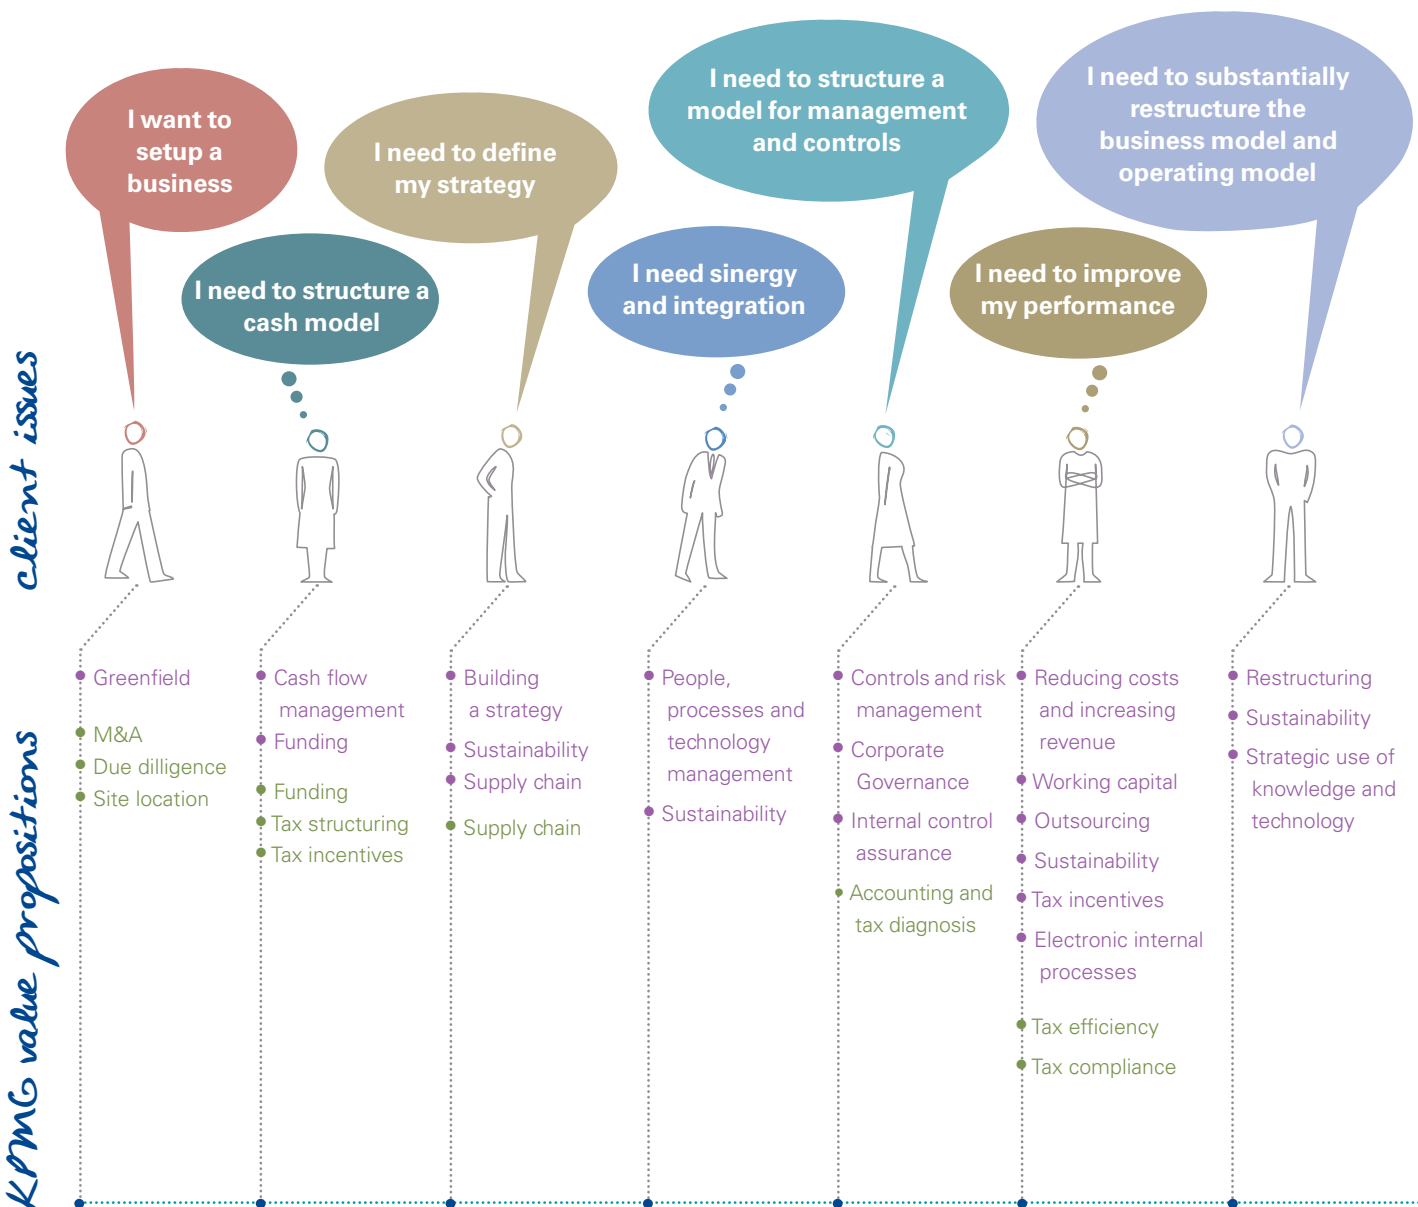 I want to
setup a
business
I need to structure a
cash model
I need to define
my strategy
I need sinergy
and integration
I need to structure a
model for management
and controls
I need to improve
my performance
I need to substantially
restructure the
business model and
operating model
client issues
KPMG value propositions
Greenfield
M&A
Due dilligence
Site location
Cash flow
management
Funding
Funding
Tax structuring
Tax incentives
Building
a strategy
Sustainability
Supply chain
Supply chain
People,
processes and
technology
management
Sustainability
Controls and risk
management
Corporate
Governance
Internal control
assurance
Accounting and
tax diagnosis
Reducing costs
and increasing
revenue
Working capital
Outsourcing
Sustainability
Tax incentives
Electronic internal
processes
Tax efficiency
Tax compliance
Restructuring
Sustainability
Strategic use of
knowledge and
technology